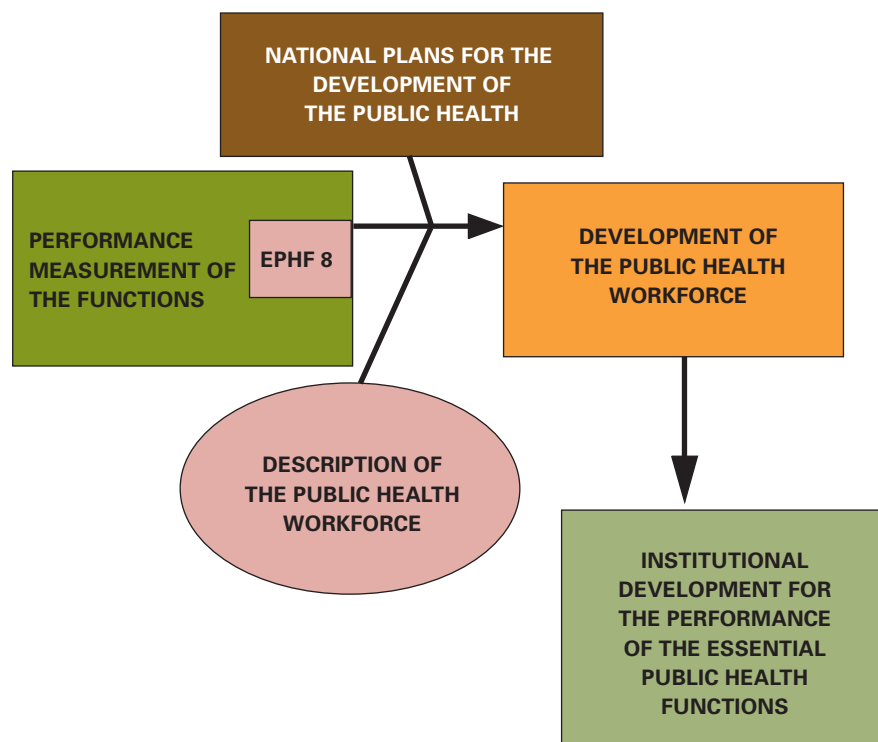 NATIONAL PLANS FOR THE
DEVELOPMENT OF
THE PUBLIC HEALTH
PERFORMANCE
MEASUREMENT OF
THE FUNCTIONS
EPHF 8
DEVELOPMENT OF
THE PUBLIC HEALTH
WORKFORCE
DESCRIPTION OF
THE PUBLIC HEALTH
WORKFORCE
INSTITUTIONAL
DEVELOPMENT FOR
THE PERFORMANCE
OF THE ESSENTIAL
PUBLIC HEALTH
FUNCTIONS